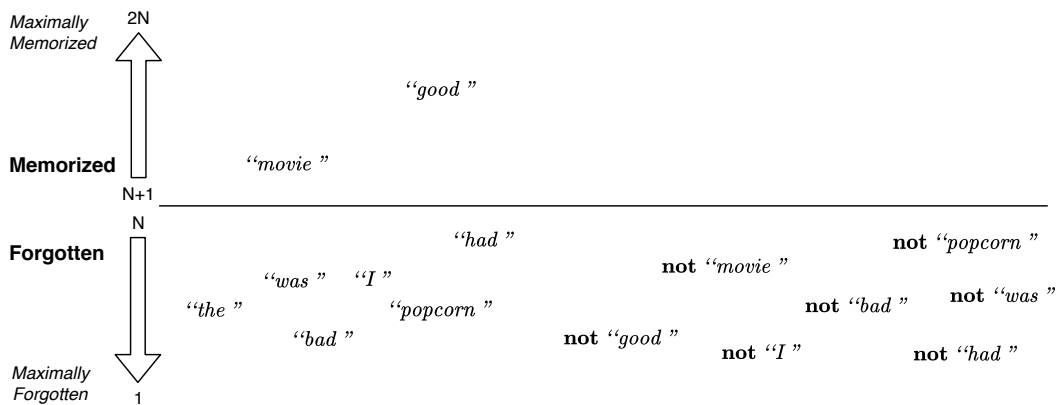 Maximally
Memorized
2N
“good ”
Memorized
“movie ”
N+1
N
Forgotten
“had ”
not “popcorn ”
not “movie ”
“was ” “I ”
not “was ”
“the ”
“popcorn ”
not “bad ”
“bad ”
not “good ”
not “I ”
not “had ”
Maximally
Forgotten
1